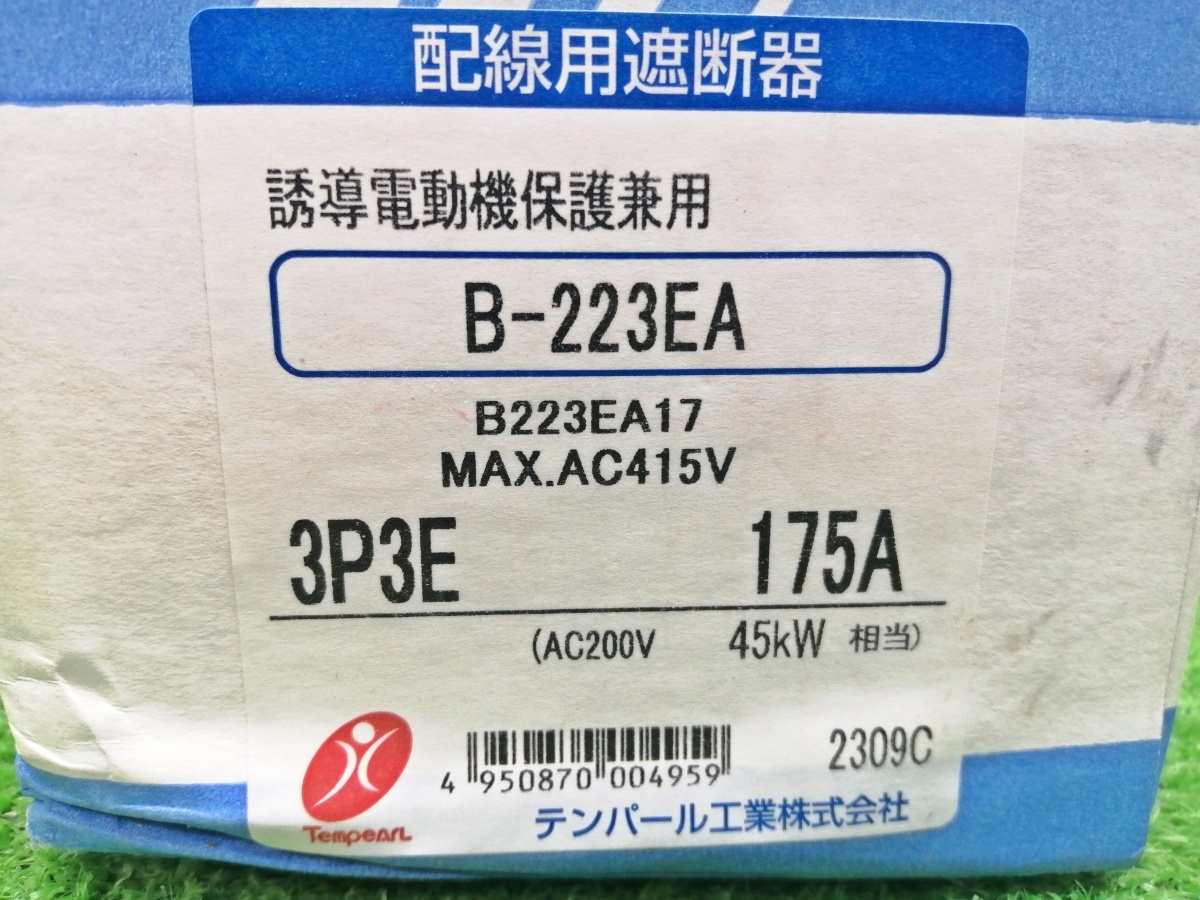 配線用遮断器
誘導電動機保護兼用
B-223EA
B223EA17
MAX.AC415V
3P3E 175A
(AC200V 45kW 相当)
4 950870 004959
2309C
Tempearl
テンパール工業株式会社